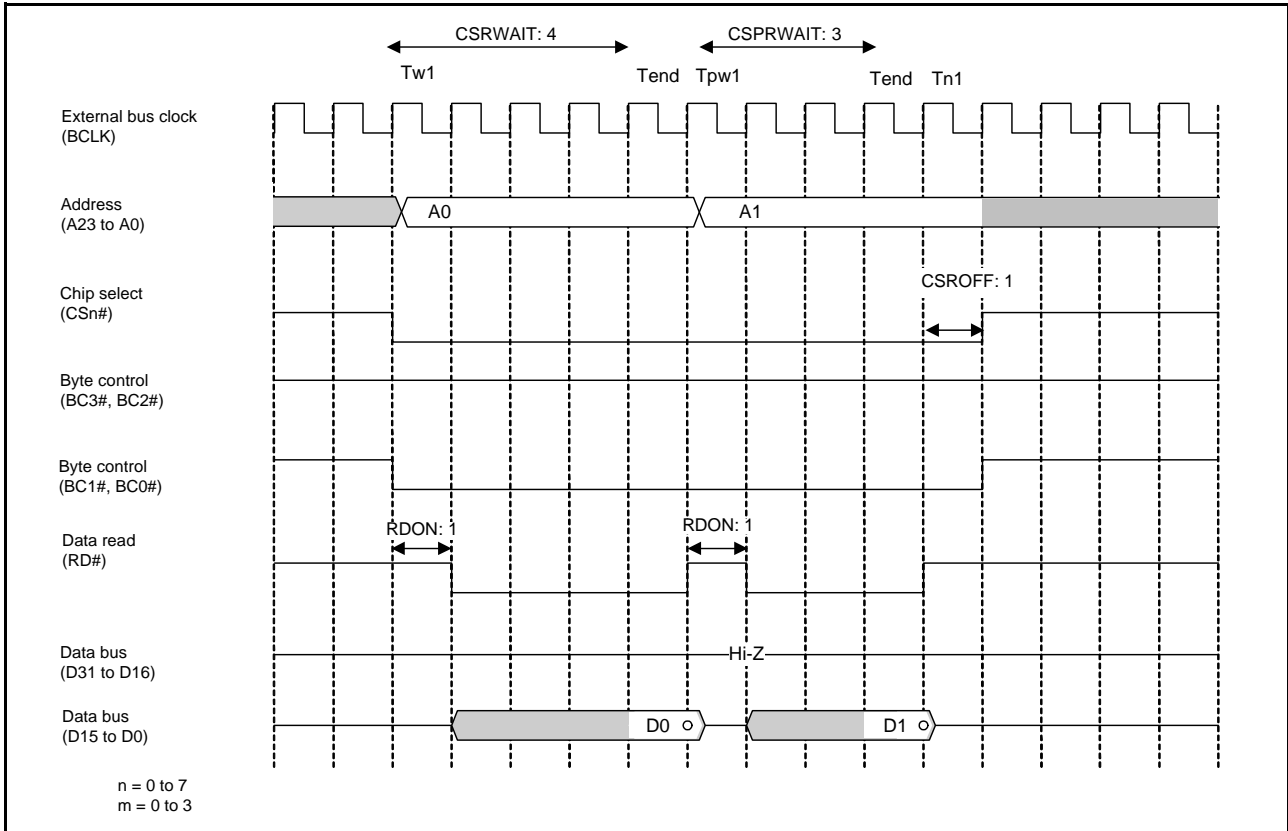 CSRWAIT: 4 CSPRWAIT: 3
Tw1 Tend Tpw1 Tend Tn1
External bus clock
(BCLK)
Address
(A23 to A0)
A0 A1
CSROFF: 1
Chip select
(CSn#)
Byte control
(BC3#, BC2#)
Byte control
(BC1#, BC0#)
RDON: 1 RDON: 1
Data read
(RD#)
Data bus
(D31 to D16)
Hi-Z
Data bus
(D15 to D0)
D0 D1
n = 0 to 7
m = 0 to 3